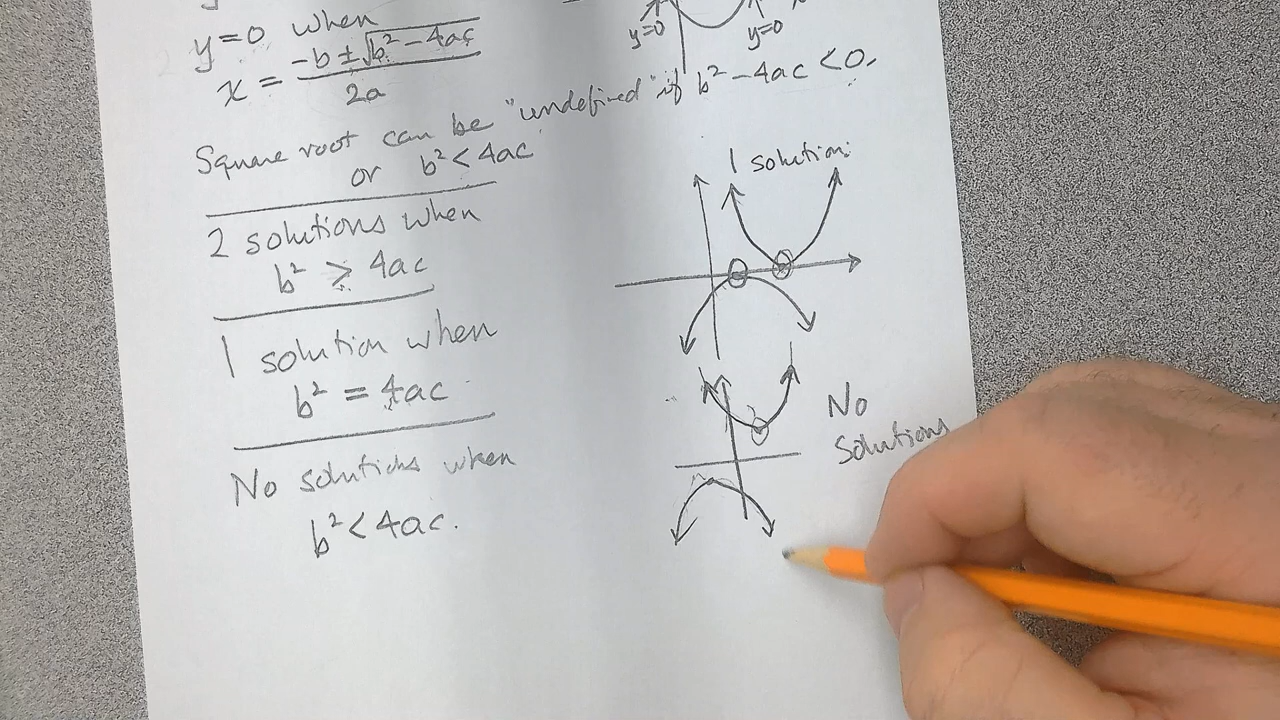 y=0 when
x = -b ± √b² - 4ac
2a
y=0 y=0
Square root can be "undefined" if b² - 4ac < 0.
or b² < 4ac
2 solutions when
b² ⩾ 4ac
1 solution when
b² = 4ac
No solutions when
b² < 4ac.
1 solution:
No
Solutions